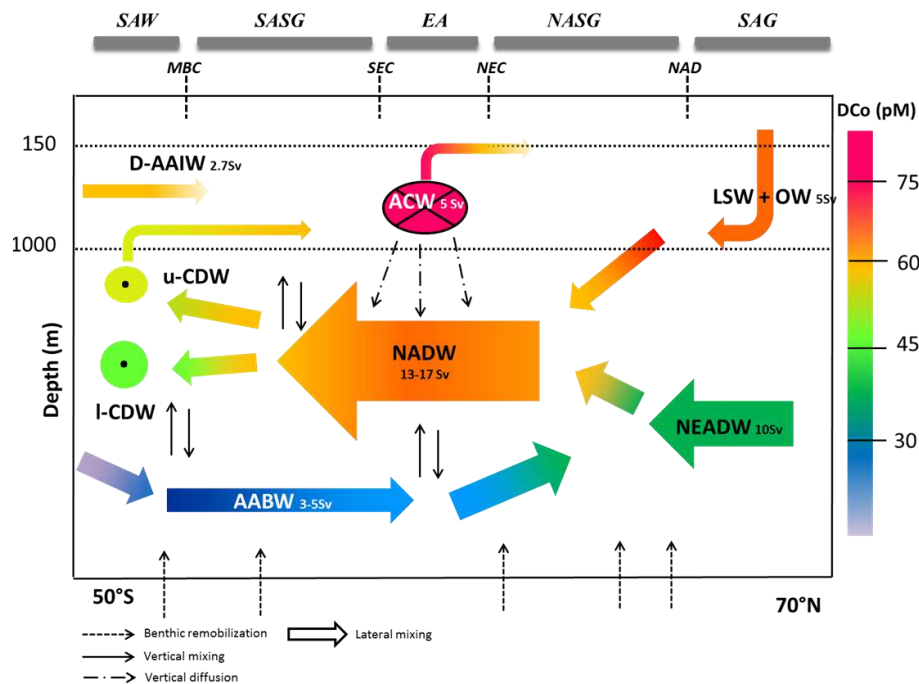 SAW SASG EA NASG SAG
MBC SEC NEC NAD
DCo (pM)
150
D-AAIW 2.7Sv
ACW 5 Sv
LSW + OW 5Sv
75
1000
60
u-CDW
Depth (m)
NADW
13-17 Sv
45
l-CDW
NEADW 10Sv
30
AABW 3-5Sv
50°S
70°N
Benthic remobilization
Lateral mixing
Vertical mixing
Vertical diffusion